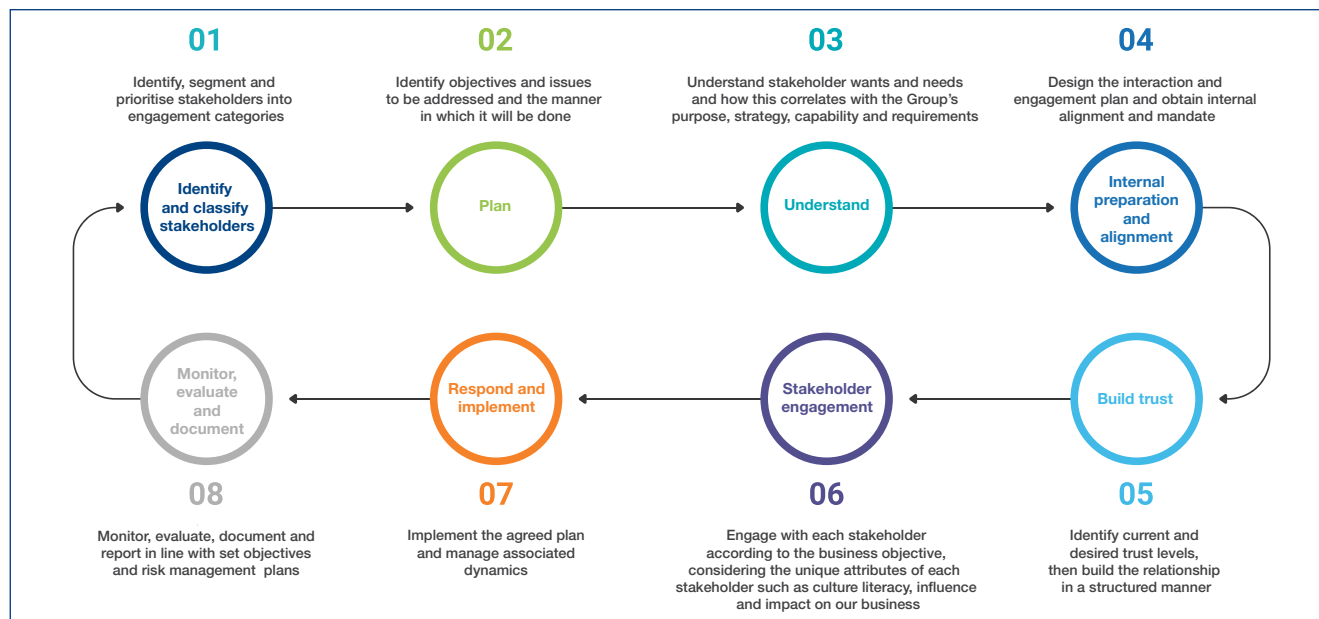 01
Identify, segment and
prioritise stakeholders into
engagement categories
Identify
and classify
stakeholders
02
Identify objectives and issues
to be addressed and the manner
in which it will be done
Plan
03
Understand stakeholder wants and needs
and how this correlates with the Group's
purpose, strategy, capability and requirements
Understand
04
Design the interaction and
engagement plan and obtain internal
alignment and mandate
Internal
preparation
and
alignment
Build trust
05
Identify current and
desired trust levels,
then build the relationship
in a structured manner
Stakeholder
engagement
06
Engage with each stakeholder
according to the business objective,
considering the unique attributes of each
stakeholder such as culture literacy, influence
and impact on our business
Respond and
implement
07
Implement the agreed plan
and manage associated
dynamics
Monitor,
evaluate
and
document
08
Monitor, evaluate, document and
report in line with set objectives
and risk management plans